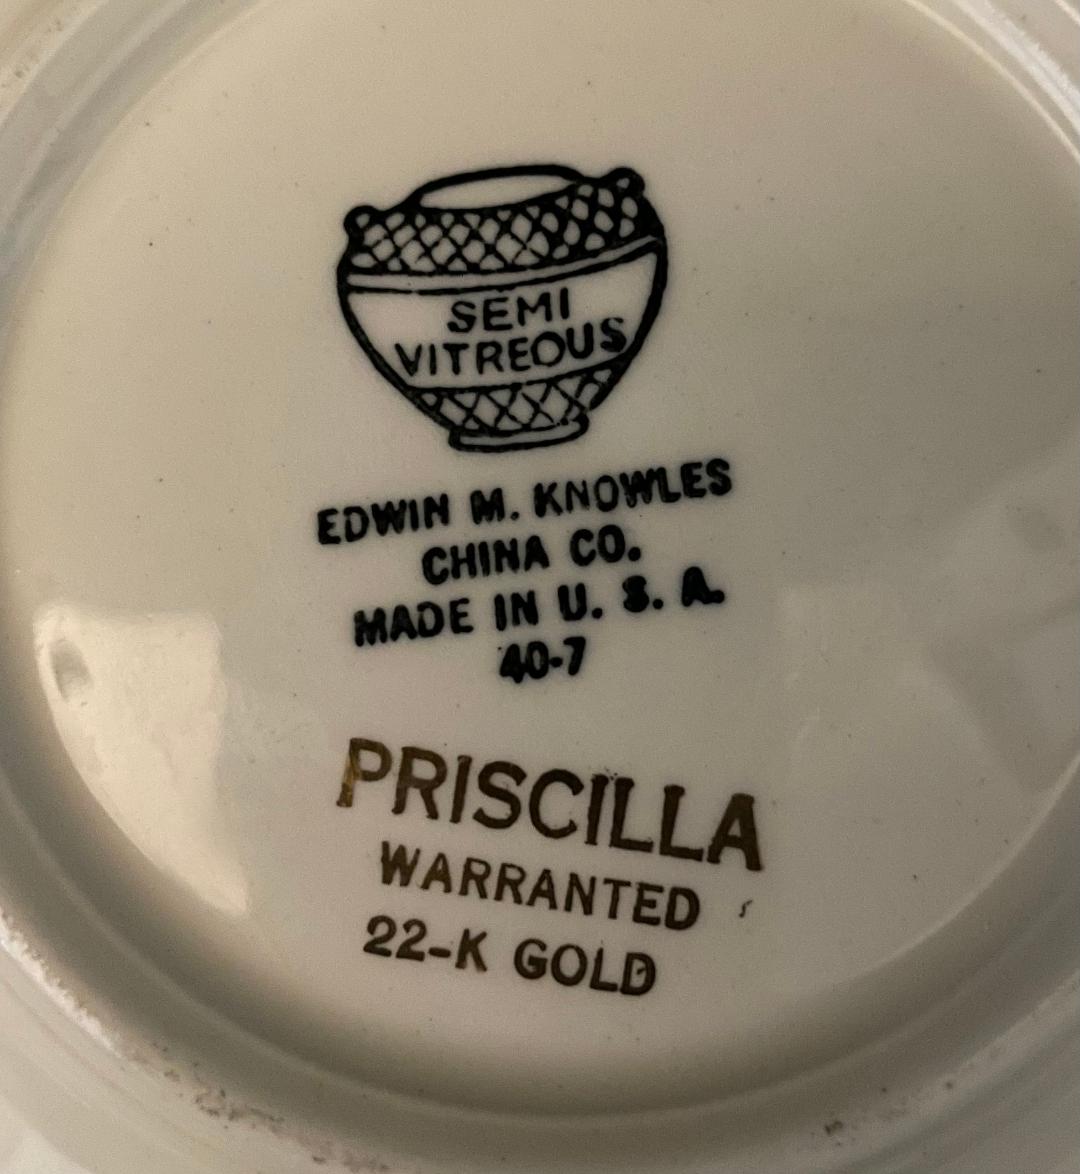 SEMI
VITREOUS
EDWIN M. KNOWLES
CHINA CO.
MADE IN U. S. A.
40-7
PRISCILLA
WARRANTED
22-K GOLD